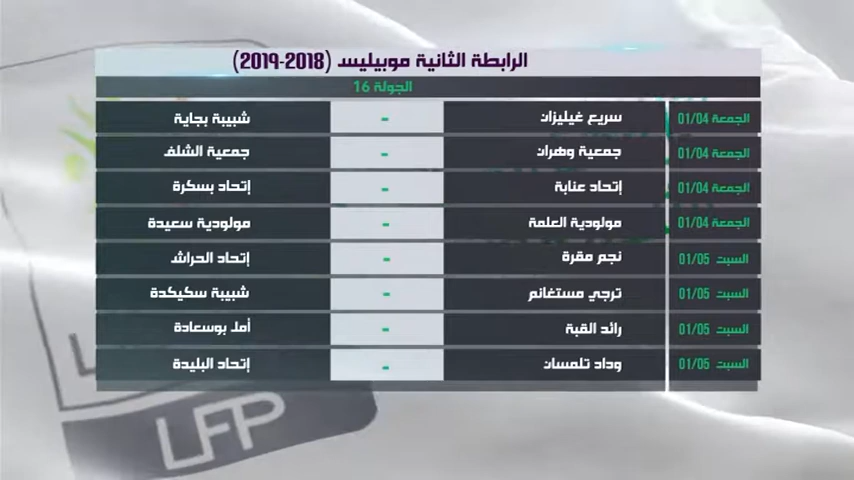 الرابطة الثانية موبيليس (2018-2019)
الجولة 16
الجمعة 01/04 سريع غيليزان - شبيبة بجاية
الجمعة 01/04 جمعية وهران - جمعية الشلف
الجمعة 01/04 إتحاد عنابة - إتحاد بسكرة
الجمعة 01/04 مولودية العلمة - مولودية سعيدة
السبت 01/05 نجم مقرة - إتحاد الحراش
السبت 01/05 ترجي مستغانم - شبيبة سكيكدة
السبت 01/05 رائد القبة - أمل بوسعادة
السبت 01/05 وداد تلمسان - إتحاد البليدة
LFP